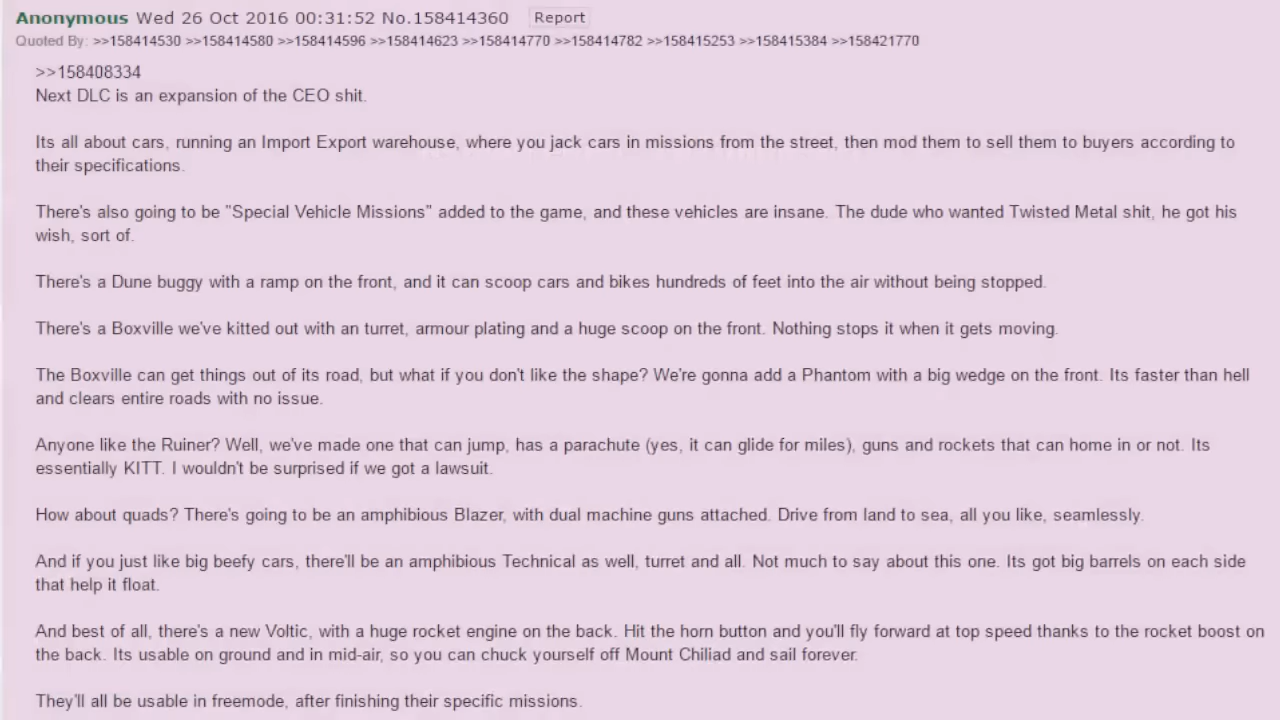 Anonymous Wed 26 Oct 2016 00:31:52 No.158414360 Report
Quoted By: >>158414530 >>158414580 >>158414596 >>158414623 >>158414770 >>158414782 >>158415253 >>158415384 >>158421770
>>158408334
Next DLC is an expansion of the CEO shit.
Its all about cars, running an Import Export warehouse, where you jack cars in missions from the street, then mod them to sell them to buyers according to
their specifications.
There's also going to be "Special Vehicle Missions" added to the game, and these vehicles are insane. The dude who wanted Twisted Metal shit, he got his
wish, sort of.
There's a Dune buggy with a ramp on the front, and it can scoop cars and bikes hundreds of feet into the air without being stopped.
There's a Boxville we've kitted out with an turret, armour plating and a huge scoop on the front. Nothing stops it when it gets moving.
The Boxville can get things out of its road, but what if you don't like the shape? We're gonna add a Phantom with a big wedge on the front. Its faster than hell
and clears entire roads with no issue.
Anyone like the Ruiner? Well, we've made one that can jump, has a parachute (yes, it can glide for miles), guns and rockets that can home in or not. Its
essentially KITT. I wouldn't be surprised if we got a lawsuit.
How about quads? There's going to be an amphibious Blazer, with dual machine guns attached. Drive from land to sea, all you like, seamlessly.
And if you just like big beefy cars, there'll be an amphibious Technical as well, turret and all. Not much to say about this one. Its got big barrels on each side
that help it float.
And best of all, there's a new Voltic, with a huge rocket engine on the back. Hit the horn button and you'll fly forward at top speed thanks to the rocket boost on
the back. Its usable on ground and in mid-air, so you can chuck yourself off Mount Chiliad and sail forever.
They'll all be usable in freemode, after finishing their specific missions.